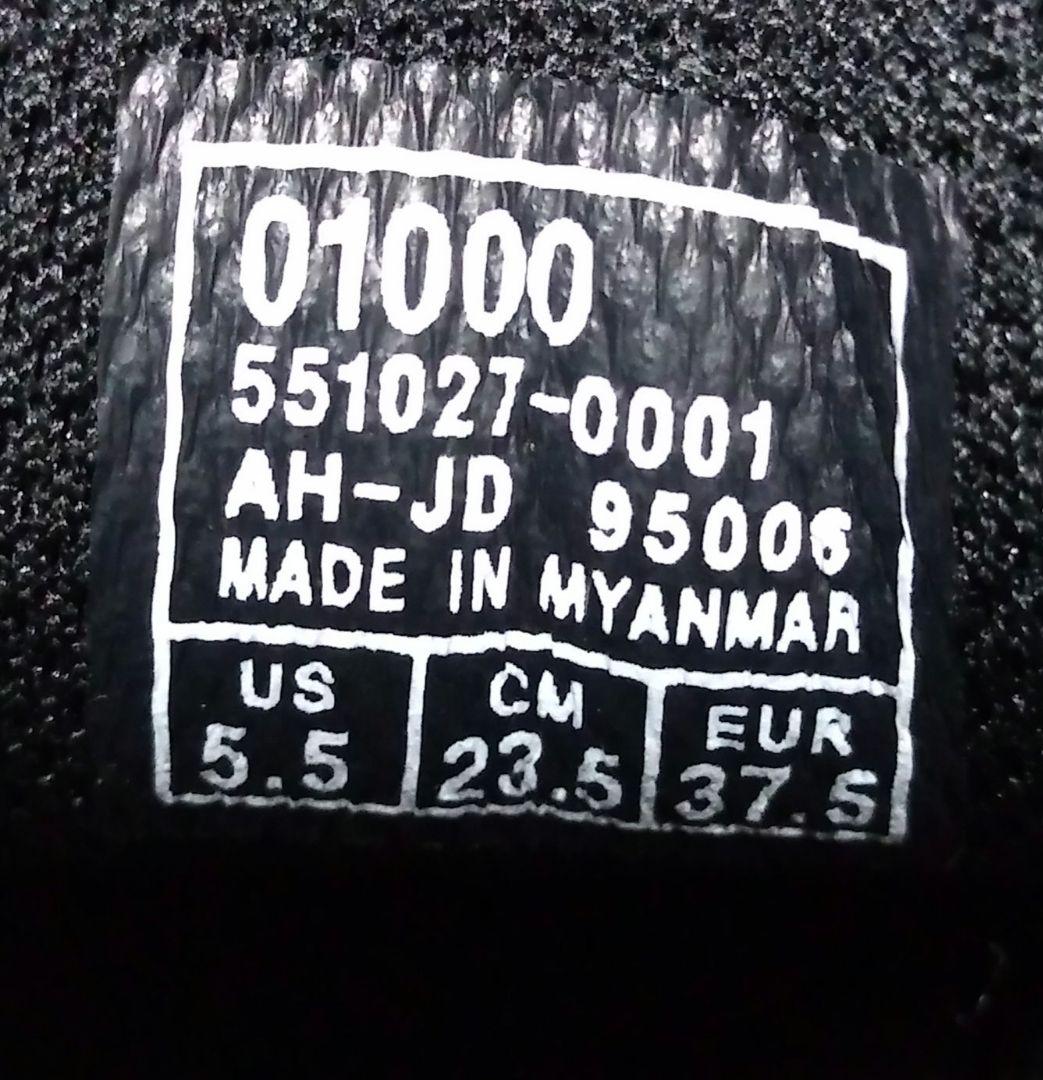 01000
551027-0001
AH-JD 95006
MADE IN MYANMAR
US CM EUR
5.5 23.5 37.5